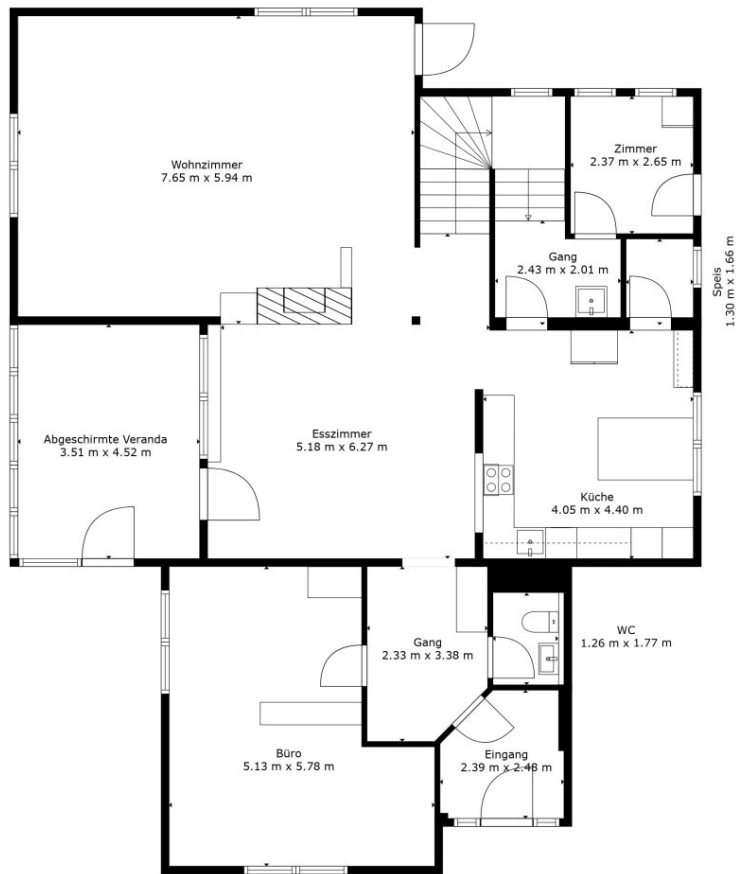 Wohnzimmer
7.65 m x 5.94 m
Zimmer
2.37 m x 2.65 m
Gang
2.43 m x 2.01 m
Speis
1.30 m x 1.66 m
Abgeschirmte Veranda
3.51 m x 4.52 m
Esszimmer
5.18 m x 6.27 m
Küche
4.05 m x 4.40 m
Gang
2.33 m x 3.38 m
WC
1.26 m x 1.77 m
Büro
5.13 m x 5.78 m
Eingang
2.39 m x 2.48 m